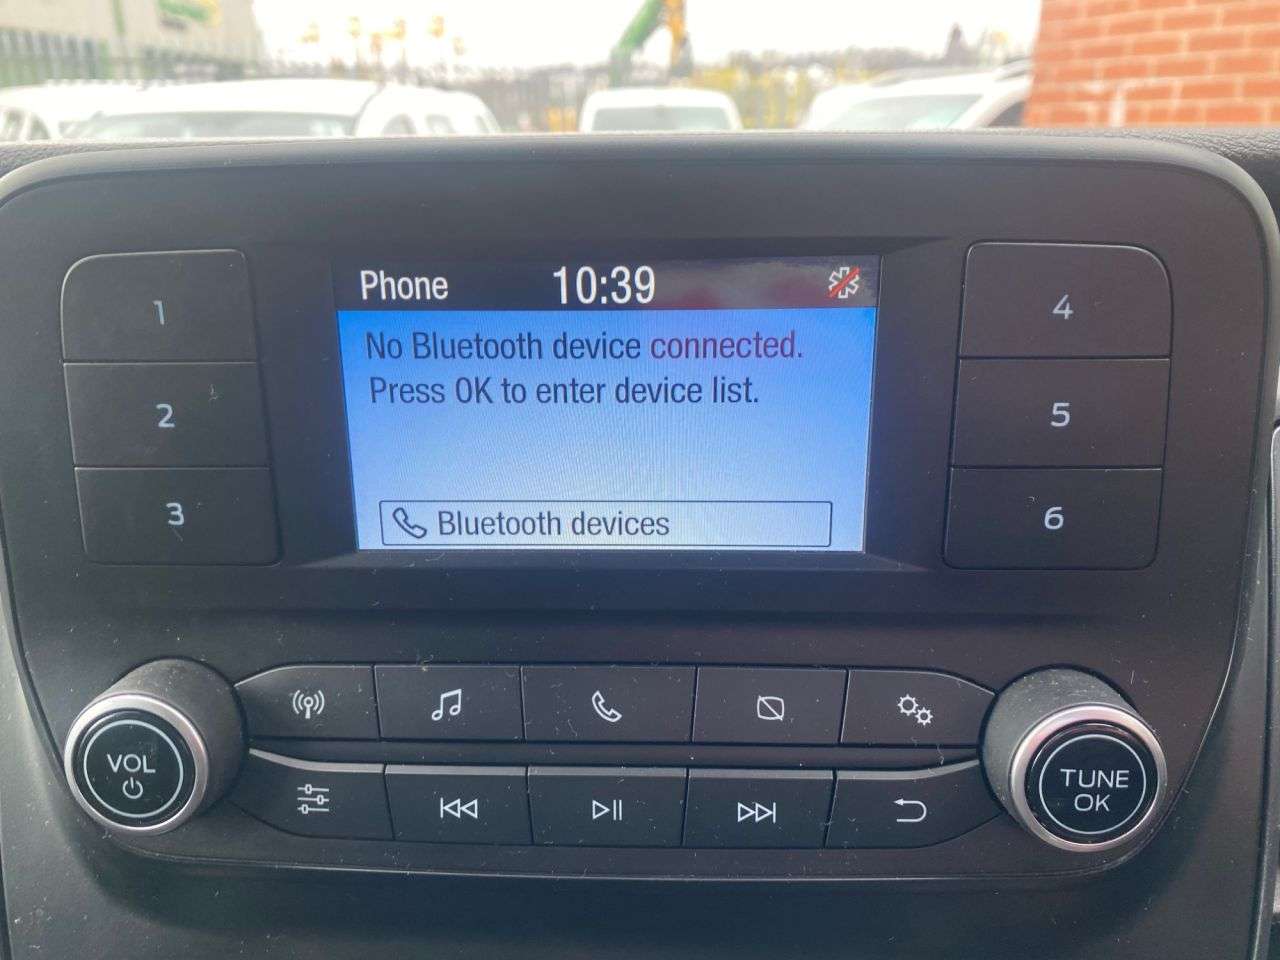 Phone 10:39
No Bluetooth device connected.
Press OK to enter device list.
Bluetooth devices
1
2
3
4
5
6
VOL
TUNE
OK